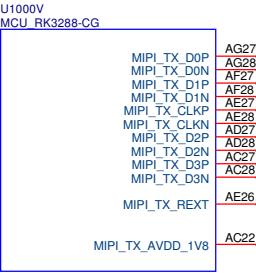 U1000V
MCU_RK3288-CG
MIPI_TX_D0P AG27
MIPI_TX_D0N AG28
MIPI_TX_D1P AF27
MIPI_TX_D1N AF28
MIPI_TX_CLKP AE27
MIPI_TX_CLKN AE28
MIPI_TX_D2P AD27
MIPI_TX_D2N AD28
MIPI_TX_D3P AC27
MIPI_TX_D3N AC28
MIPI_TX_REXT AE26
MIPI_TX_AVDD_1V8 AC22